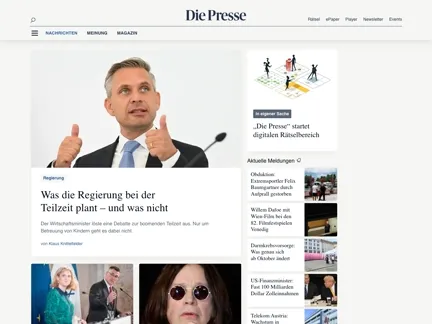 Die Presse
Rätsel ePaper Player Newsletter Events
NACHRICHTEN MEINUNG MAGAZIN
Regierung
Was die Regierung bei der
Teilzeit plant – und was nicht
Der Wirtschaftsminister löste eine Debatte zur boomenden Teilzeit aus. Nur um
Betreuung von Kindern geht es dabei nicht
von Klaus Knittelfelder
In eigener Sache
„Die Presse“ startet
digitalen Rätselbereich
Aktuelle Meldungen
Obduktion:
Extremsportler Felix
Baumgartner durch
Aufprall gestorben
Willem Dafoe mit
Wien-Film bei den
82. Filmfestspielen
Venedig
Darmkrebsvorsorge:
Was genau sich
ab Oktober ändert
US-Finanzminister:
Fast 100 Milliarden
Dollar Zolleinnahmen
Telekom Austria:
Wachstum in